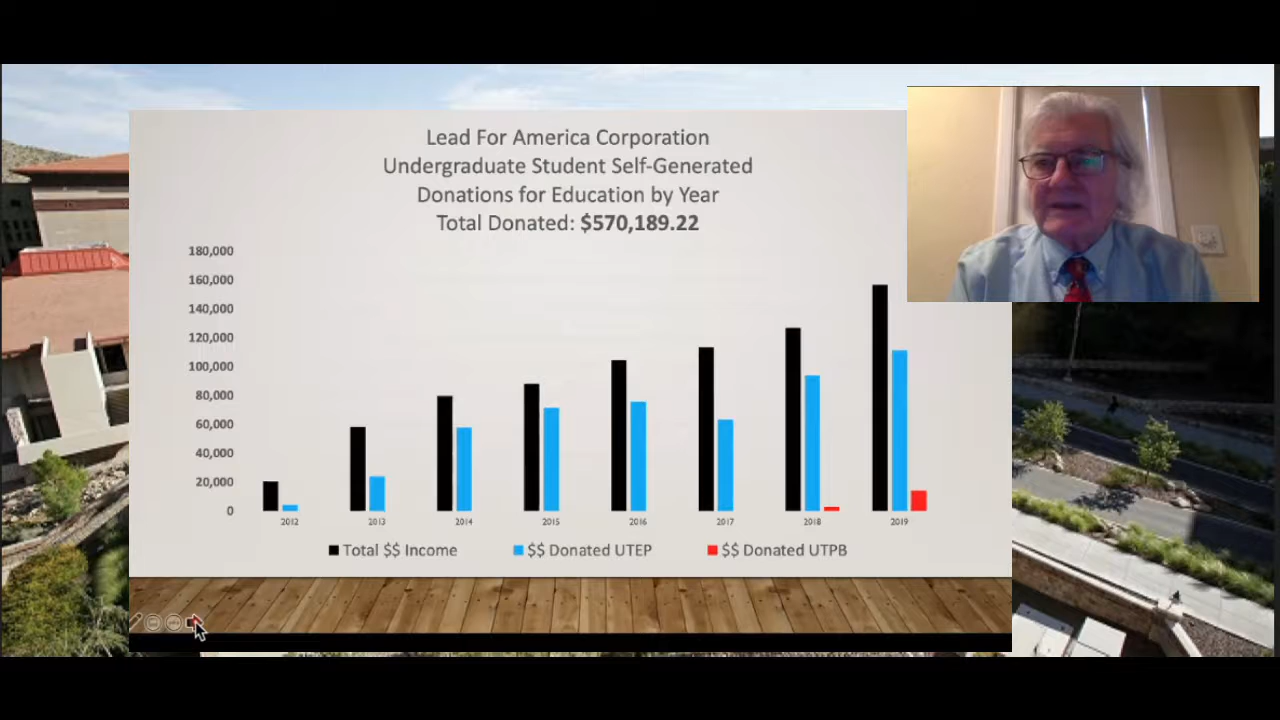 Lead For America Corporation
Undergraduate Student Self-Generated
Donations for Education by Year
Total Donated: $570,189.22
180,000
160,000
140,000
120,000
100,000
80,000
60,000
40,000
20,000
0
2012 2013 2014 2015 2016 2017 2018 2019
Total $$ Income $$ Donated UTEP $$ Donated UTPB